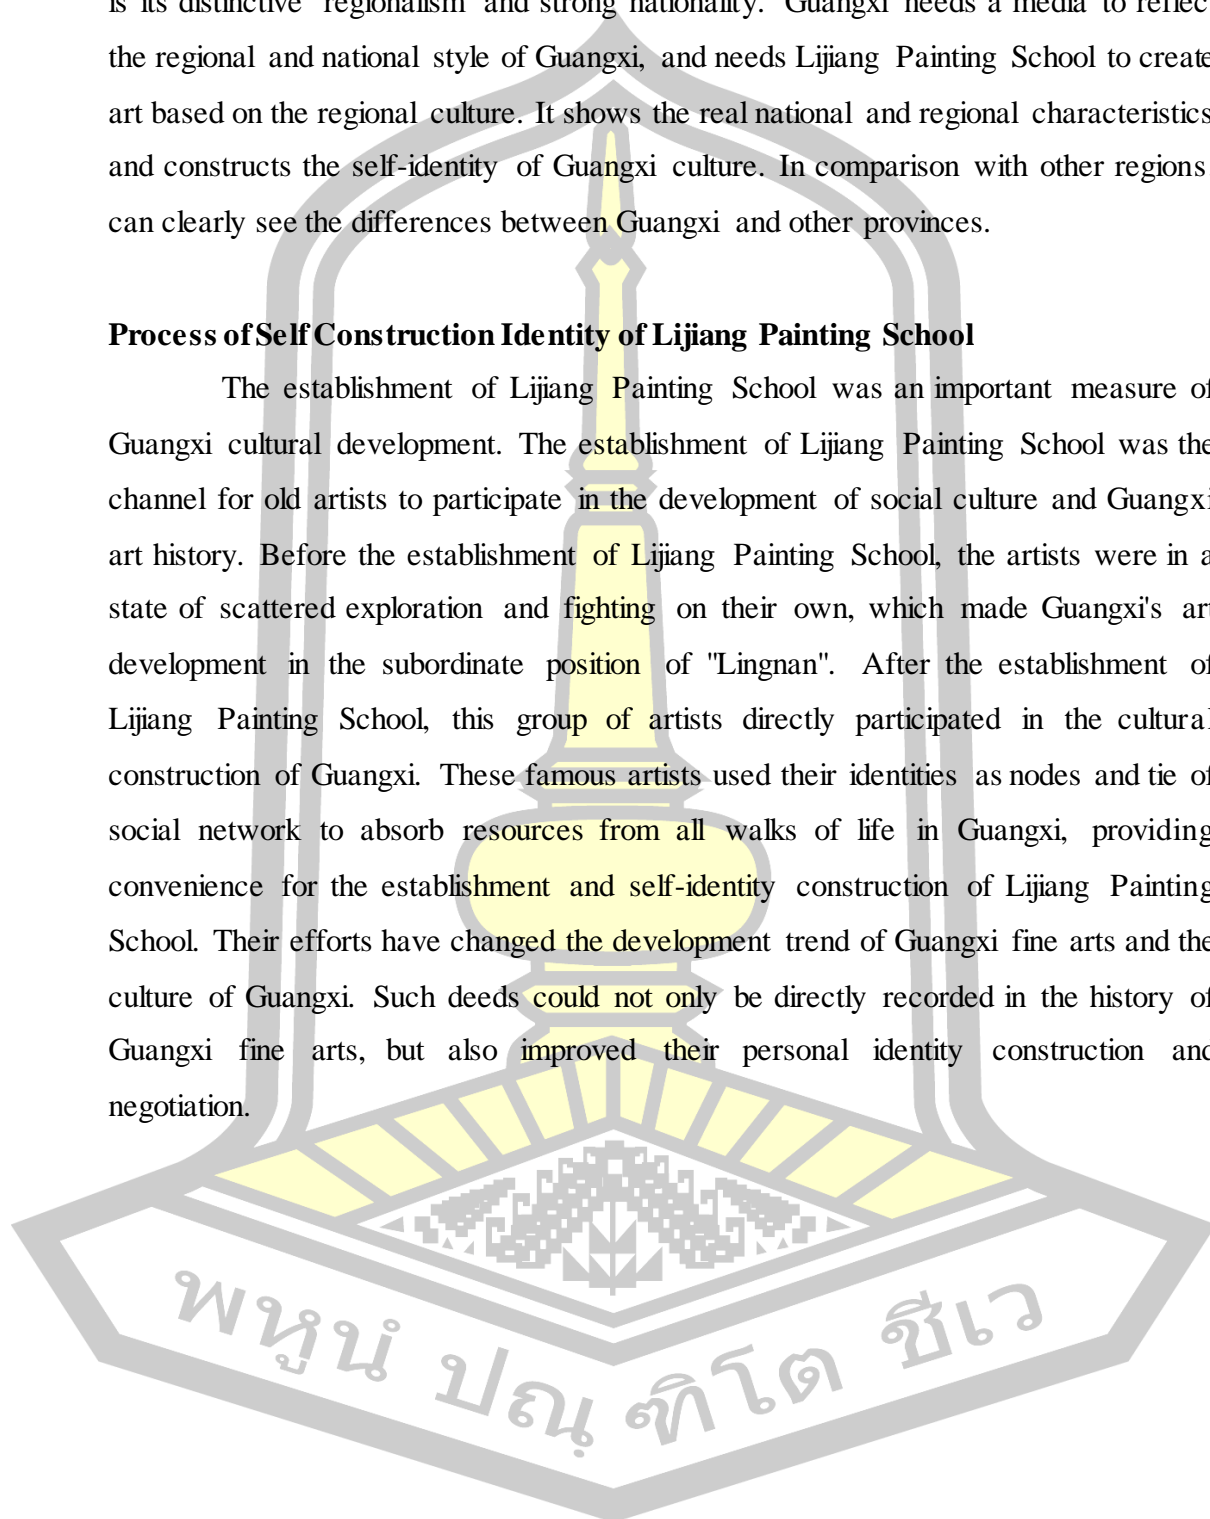 is its distinctive regionalism and strong nationality. Guangxi needs a media to reflect
the regional and national style of Guangxi, and needs Lijiang Painting School to create
art based on the regional culture. It shows the real national and regional characteristics
and constructs the self-identity of Guangxi culture. In comparison with other regions
can clearly see the differences between Guangxi and other provinces.
Process of Self Construction Identity of Lijiang Painting School
The establishment of Lijiang Painting School was an important measure of
Guangxi cultural development. The establishment of Lijiang Painting School was the
channel for old artists to participate in the development of social culture and Guangxi
art history. Before the establishment of Lijiang Painting School, the artists were in a
state of scattered exploration and fighting on their own, which made Guangxi's art
development in the subordinate position of "Lingnan". After the establishment of
Lijiang Painting School, this group of artists directly participated in the cultural
construction of Guangxi. These famous artists used their identities as nodes and tie of
social network to absorb resources from all walks of life in Guangxi, providing
convenience for the establishment and self-identity construction of Lijiang Painting
School. Their efforts have changed the development trend of Guangxi fine arts and the
culture of Guangxi. Such deeds could not only be directly recorded in the history of
Guangxi fine arts, but also improved their personal identity construction and
negotiation.
พหูนํ ปณฺฑิโต ชีเว